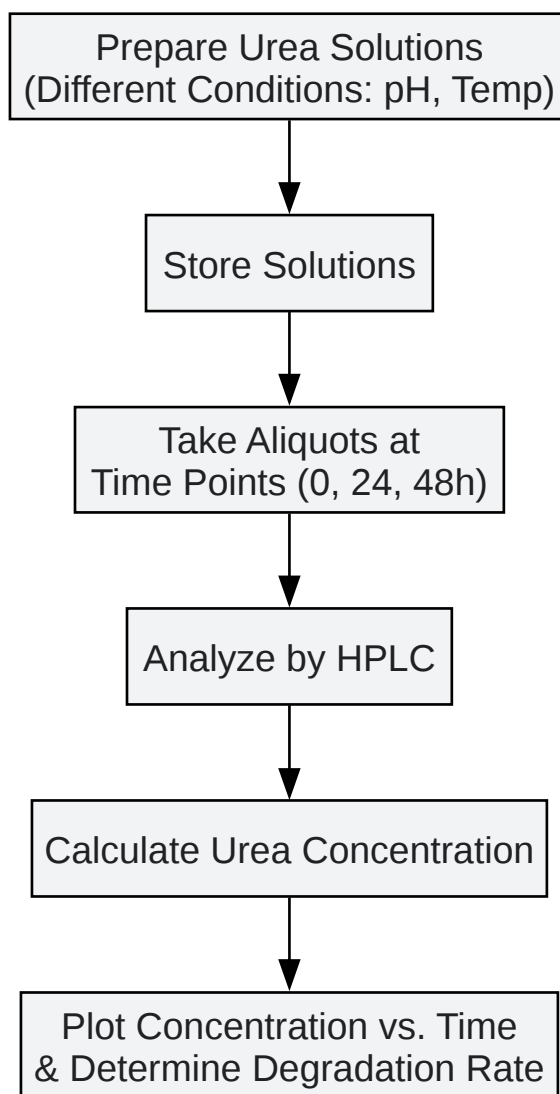 Prepare Urea Solutions
(Different Conditions: pH, Temp)
Store Solutions
Take Aliquots at
Time Points (0, 24, 48h)
Analyze by HPLC
Calculate Urea Concentration
Plot Concentration vs. Time
& Determine Degradation Rate